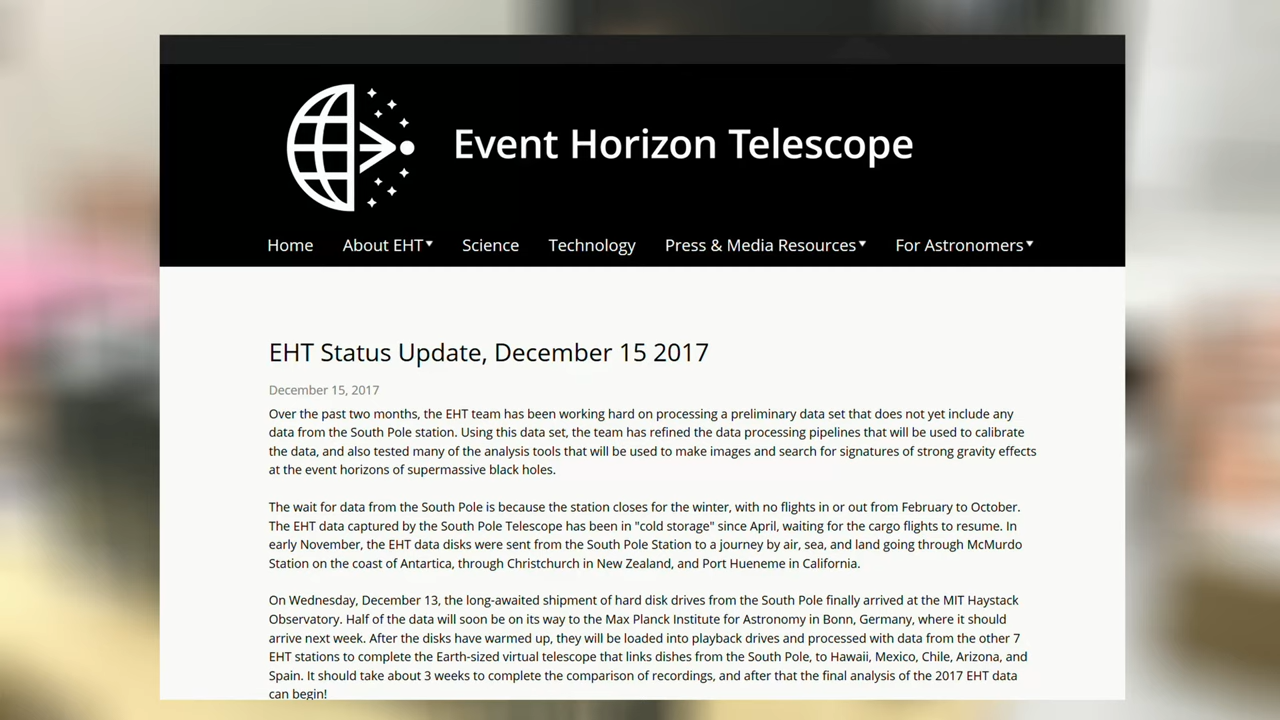 Event Horizon Telescope
Home About EHT▾ Science Technology Press & Media Resources▾ For Astronomers▾
EHT Status Update, December 15 2017
December 15, 2017
Over the past two months, the EHT team has been working hard on processing a preliminary data set that does not yet include any
data from the South Pole station. Using this data set, the team has refined the data processing pipelines that will be used to calibrate
the data, and also tested many of the analysis tools that will be used to make images and search for signatures of strong gravity effects
at the event horizons of supermassive black holes.
The wait for data from the South Pole is because the station closes for the winter, with no flights in or out from February to October.
The EHT data captured by the South Pole Telescope has been in "cold storage" since April, waiting for the cargo flights to resume. In
early November, the EHT data disks were sent from the South Pole Station to a journey by air, sea, and land going through McMurdo
Station on the coast of Antartica, through Christchurch in New Zealand, and Port Hueneme in California.
On Wednesday, December 13, the long-awaited shipment of hard disk drives from the South Pole finally arrived at the MIT Haystack
Observatory. Half of the data will soon be on its way to the Max Planck Institute for Astronomy in Bonn, Germany, where it should
arrive next week. After the disks have warmed up, they will be loaded into playback drives and processed with data from the other 7
EHT stations to complete the Earth-sized virtual telescope that links dishes from the South Pole, to Hawaii, Mexico, Chile, Arizona, and
Spain. It should take about 3 weeks to complete the comparison of recordings, and after that the final analysis of the 2017 EHT data
can begin!